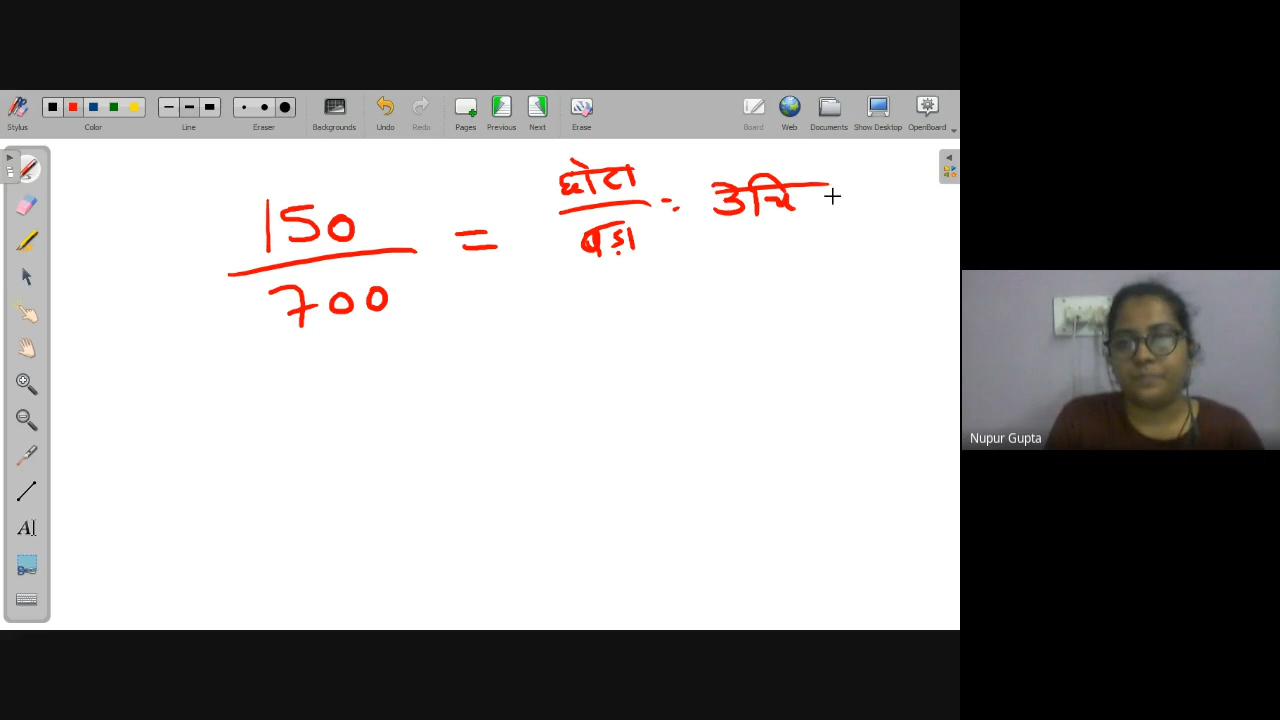 Stylus
Color
Line
Eraser
Backgrounds
Undo
Redo
Pages
Previous
Next
Erase
Board
Web
Documents
Show Desktop
OpenBoard
150
700
=
छोटा
बड़ा
उचि
Nupur Gupta